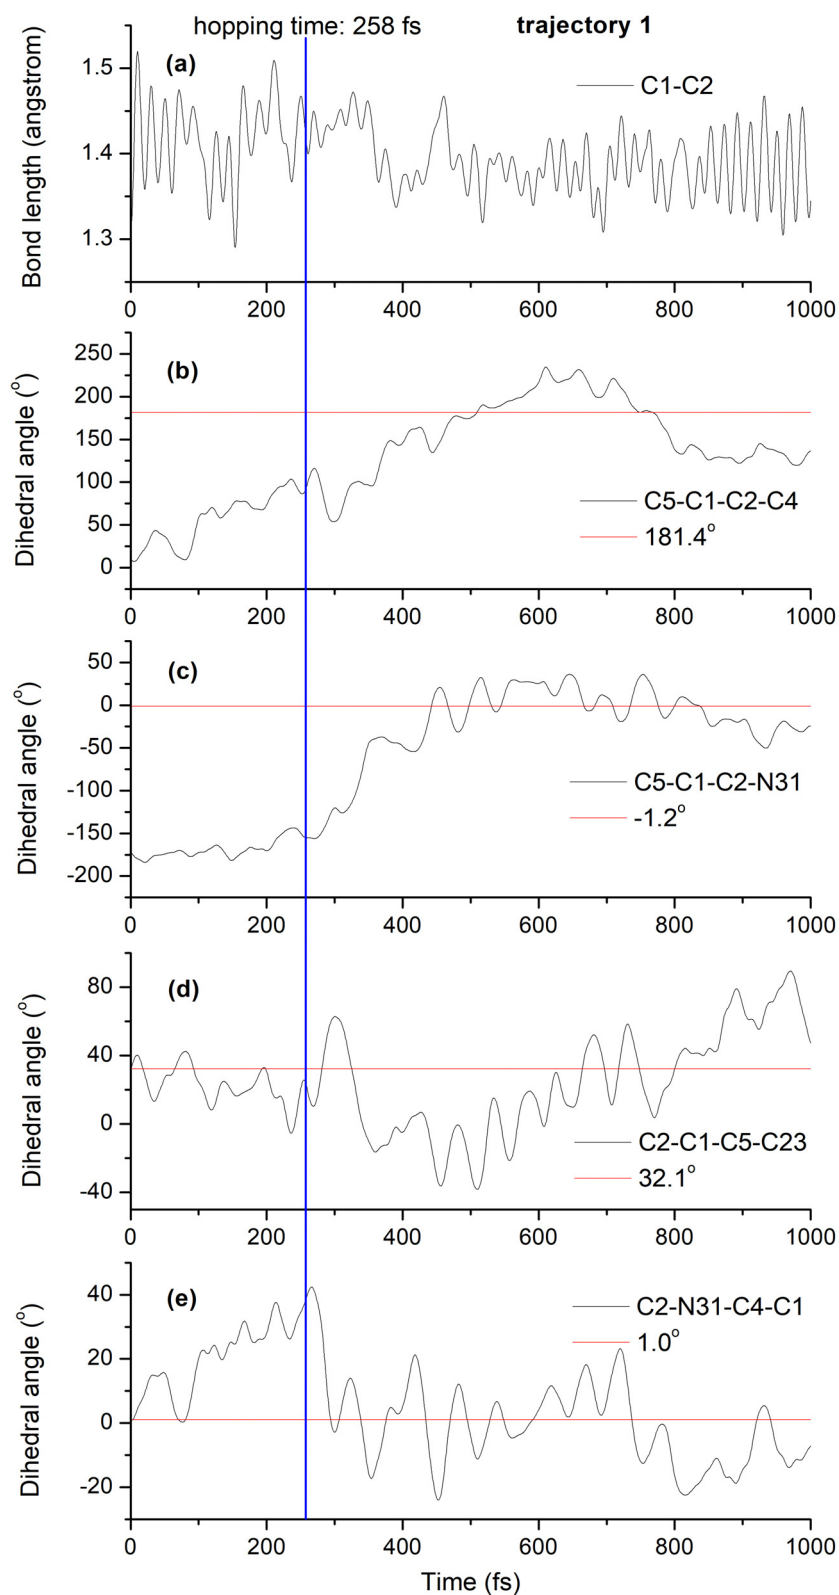 hopping time: 258 fs trajectory 1
(a)
C1-C2
Bond length (angstrom)
1.5
1.4
1.3
0 200 400 600 800 1000
(b)
Dihedral angle (°)
250
200
150
100
50
0
C5-C1-C2-C4
181.4°
0 200 400 600 800 1000
(c)
Dihedral angle (°)
50
0
-50
-100
-150
-200
C5-C1-C2-N31
-1.2°
0 200 400 600 800 1000
(d)
Dihedral angle (°)
80
40
0
-40
C2-C1-C5-C23
32.1°
0 200 400 600 800 1000
(e)
Dihedral angle (°)
40
20
0
-20
C2-N31-C4-C1
1.0°
0 200 400 600 800 1000
Time (fs)